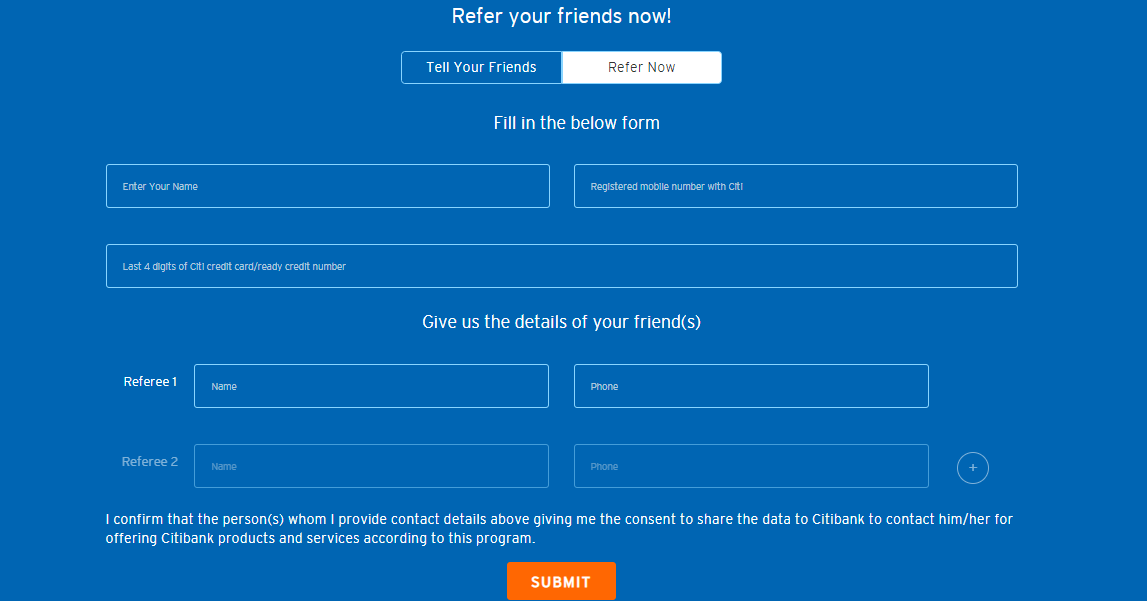 Refer your friends now!
Tell Your Friends
Refer Now
Fill in the below form
Enter Your Name
Registered mobile number with Citi
Last 4 digits of Citi credit card/ready credit number
Give us the details of your friend(s)
Referee 1
Name
Phone
Referee 2
Name
Phone
+
I confirm that the person(s) whom I provide contact details above giving me the consent to share the data to Citibank to contact him/her for
offering Citibank products and services according to this program.
SUBMIT